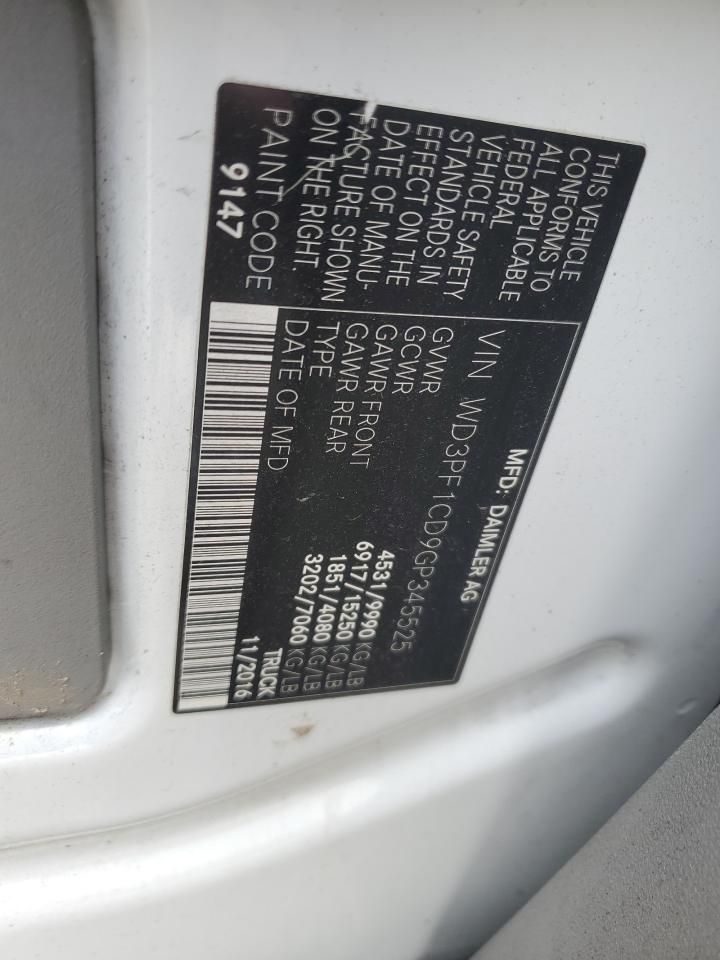 THIS VEHICLE
CONFORMS TO
ALL APPLICABLE
FEDERAL
VEHICLE
VEHICLE SAFETY
STANDARDS IN
EFFECT ON THE
DATE OF MANU-
FACTURE SHOWN
ON THE RIGHT.
PAINT CODE
9147
MFD: DAIMLER AG
VIN WD3PF1CD9GP345525
GVWR 4531/9990 KG/LB
GCWR 6917/15250 KG/LB
GAWR FRONT 1851/4080 KG/LB
GAWR REAR 3202/7060 KG/LB
TYPE TRUCK
DATE OF MFD 11/2016